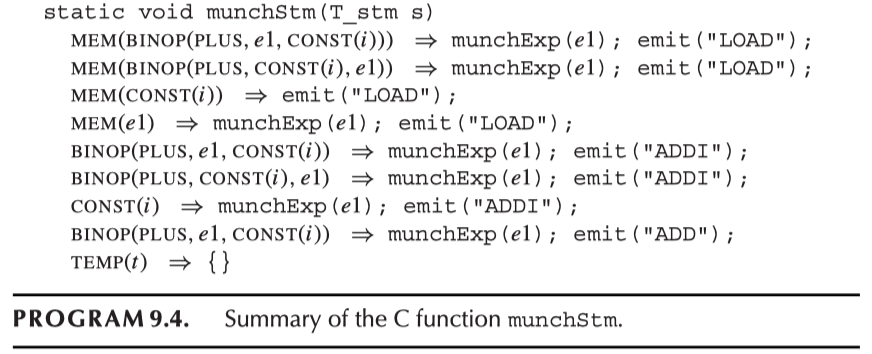 static void munchStm(T_stm s)
MEM(BINOP(PLUS, e1, CONST(i))) ⇒ munchExp(e1); emit("LOAD");
MEM(BINOP(PLUS, CONST(i), e1)) ⇒ munchExp(e1); emit("LOAD");
MEM(CONST(i)) ⇒ emit("LOAD");
MEM(e1) ⇒ munchExp(e1); emit("LOAD");
BINOP(PLUS, e1, CONST(i)) ⇒ munchExp(e1); emit("ADDI");
BINOP(PLUS, CONST(i), e1) ⇒ munchExp(e1); emit("ADDI");
CONST(i) ⇒ munchExp(e1); emit("ADDI");
BINOP(PLUS, e1, CONST(i)) ⇒ munchExp(e1); emit("ADD");
TEMP(t) ⇒ {}
PROGRAM 9.4. Summary of the C function munchStm.